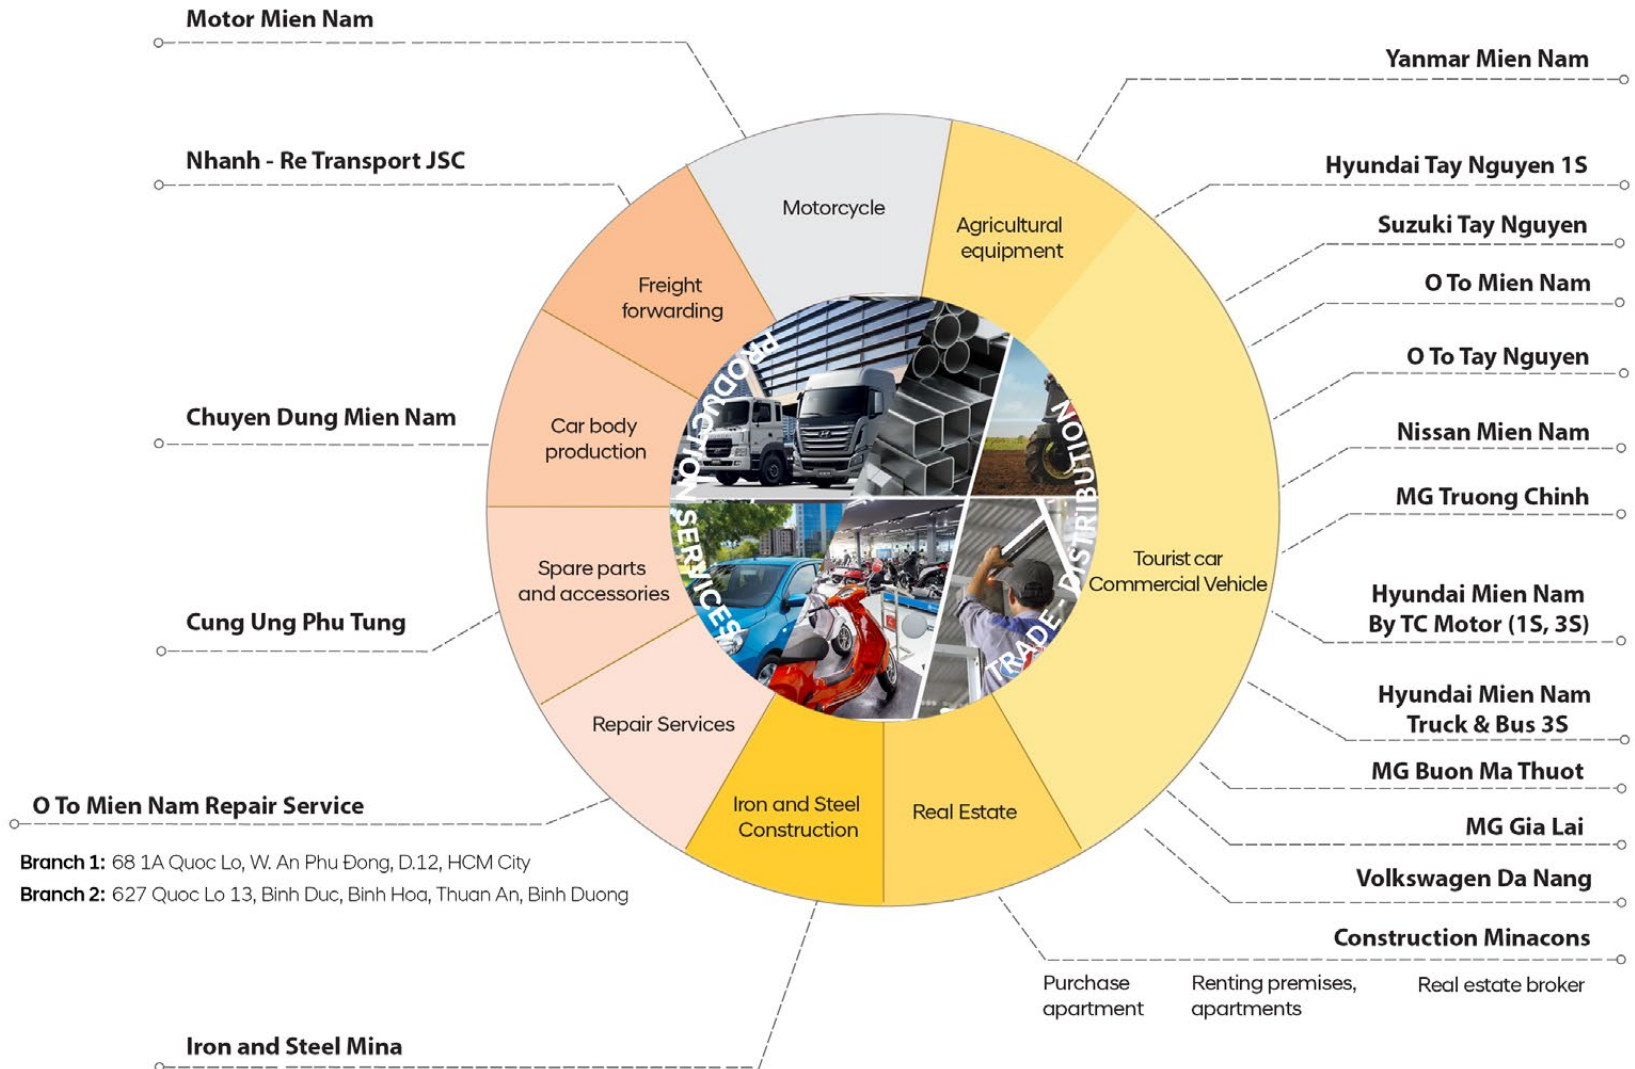 Motor Mien Nam
Nhanh - Re Transport JSC
Chuyen Dung Mien Nam
Cung Ung Phu Tung
O To Mien Nam Repair Service
Branch 1: 68 1A Quoc Lo, W. An Phu Đong, D.12, HCM City
Branch 2: 627 Quoc Lo 13, Binh Duc, Binh Hoa, Thuan An, Binh Duong
Iron and Steel Mina
Motorcycle
Agricultural
equipment
Freight
forwarding
Car body
production
Spare parts
and accessories
Repair Services
Iron and Steel
Construction
Real Estate
Tourist car
Commercial Vehicle
PRODUCTION
SERVICES
TRADE - DISTRIBUTION
Yanmar Mien Nam
Hyundai Tay Nguyen 1S
Suzuki Tay Nguyen
O To Mien Nam
O To Tay Nguyen
Nissan Mien Nam
MG Truong Chinh
Hyundai Mien Nam
By TC Motor (1S, 3S)
Hyundai Mien Nam
Truck & Bus 3S
MG Buon Ma Thuot
MG Gia Lai
Volkswagen Da Nang
Construction Minacons
Purchase
apartment
Renting premises,
apartments
Real estate broker